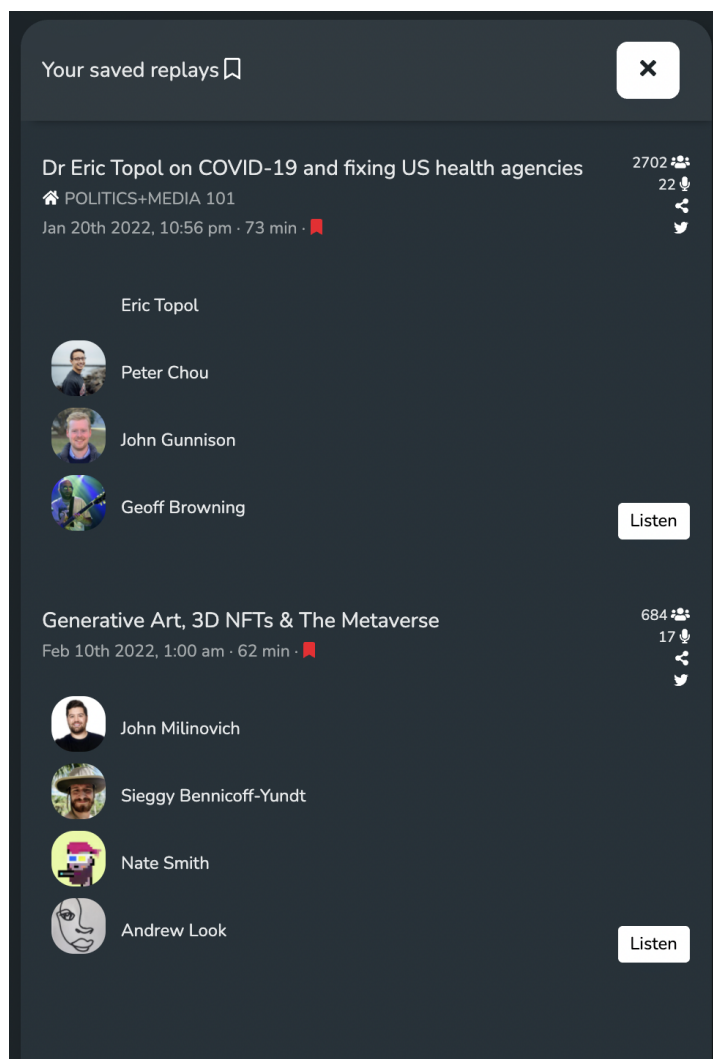 Your saved replays
Dr Eric Topol on COVID-19 and fixing US health agencies
2702
POLITICS+MEDIA 101
22
Jan 20th 2022, 10:56 pm · 73 min ·
Eric Topol
Peter Chou
John Gunnison
Geoff Browning
Listen
Generative Art, 3D NFTs & The Metaverse
684
17
Feb 10th 2022, 1:00 am · 62 min ·
John Milinovich
Sieggy Bennicoff-Yundt
Nate Smith
Andrew Look
Listen